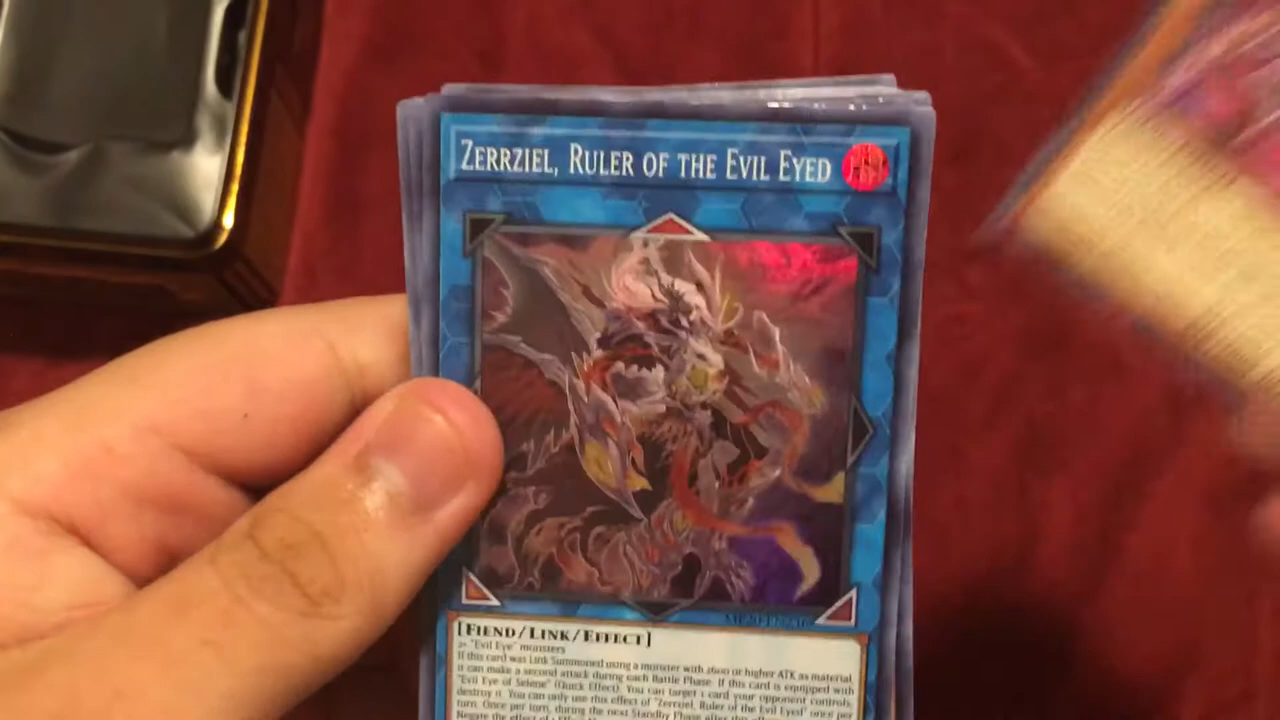 ZERRZIEL, RULER OF THE EVIL EYED
[FIEND/LINK/EFFECT]
2+ "Evil Eye" monsters
If this card was Link Summoned using a monster with 2600 or higher ATK as material,
it can make a second attack during each Battle Phase. If this card is equipped with
"Evil Eye of Selene" (Quick Effect): You can target 1 card your opponent controls;
destroy it. You can only use this effect of "Zerrziel, Ruler of the Evil Eyed" once per
turn. Once per turn, during the next Standby Phase after this